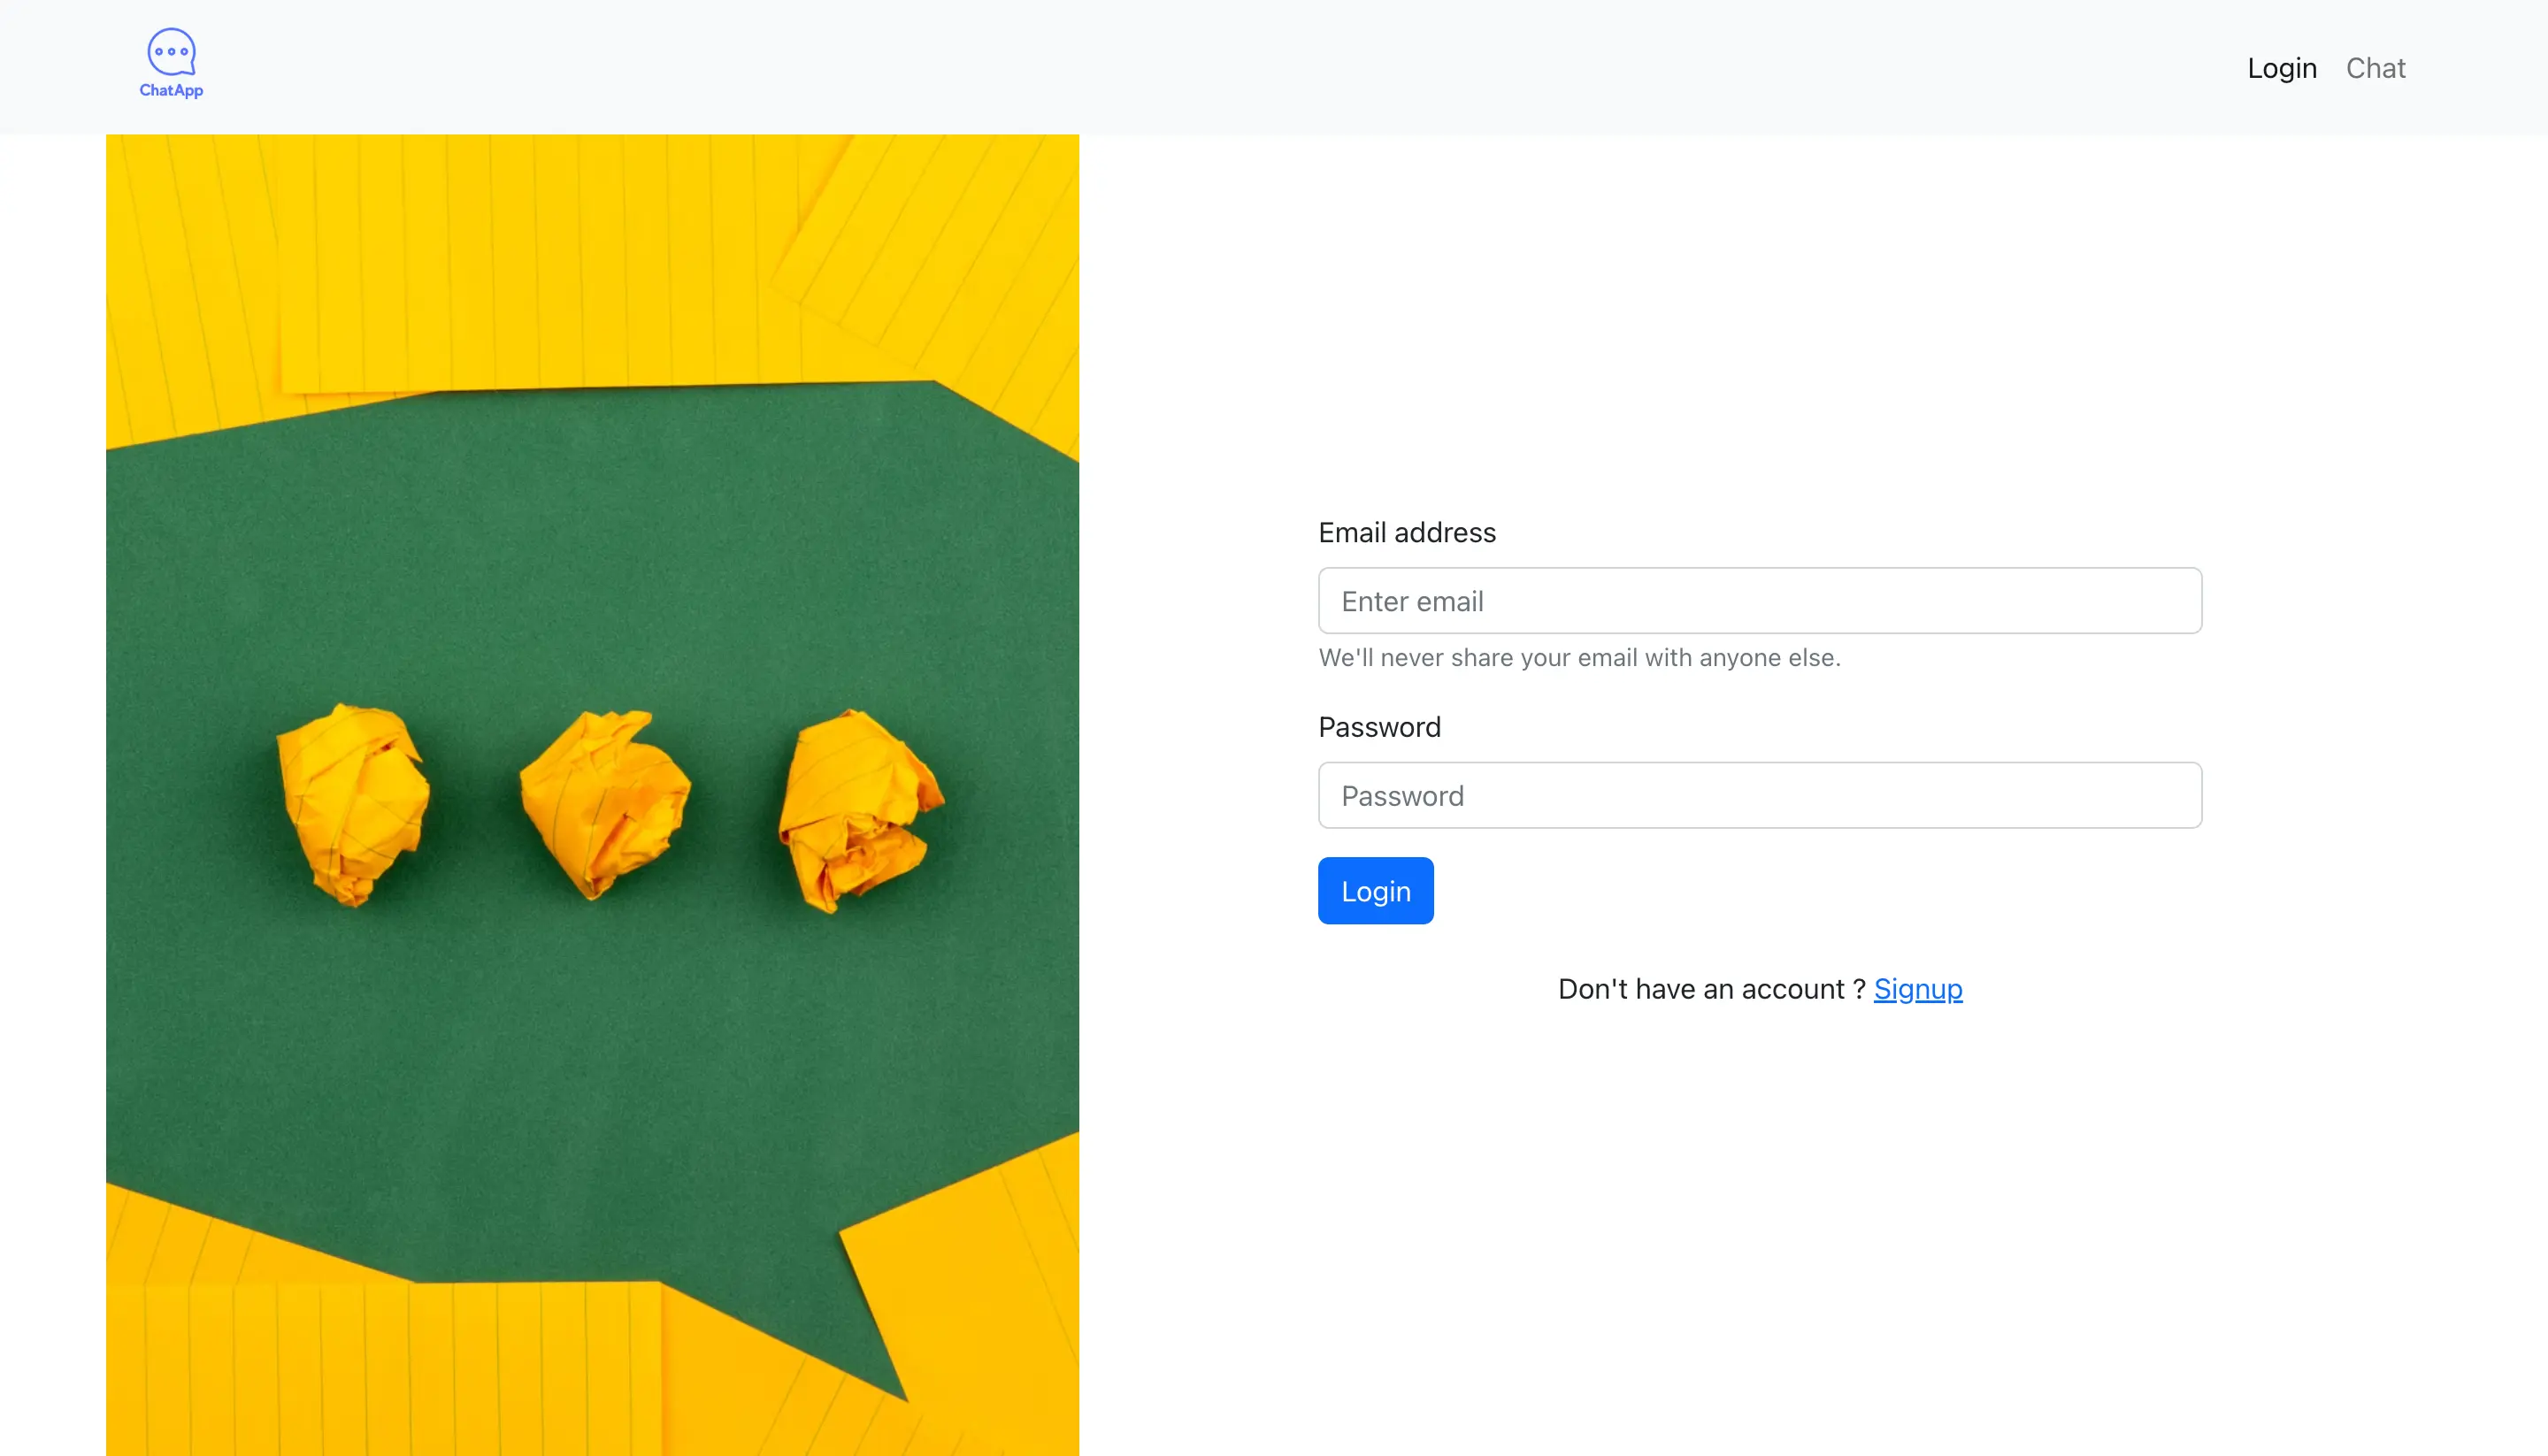 ChatApp
Login Chat
Email address
Enter email
We'll never share your email with anyone else.
Password
Password
Login
Don't have an account ? Signup